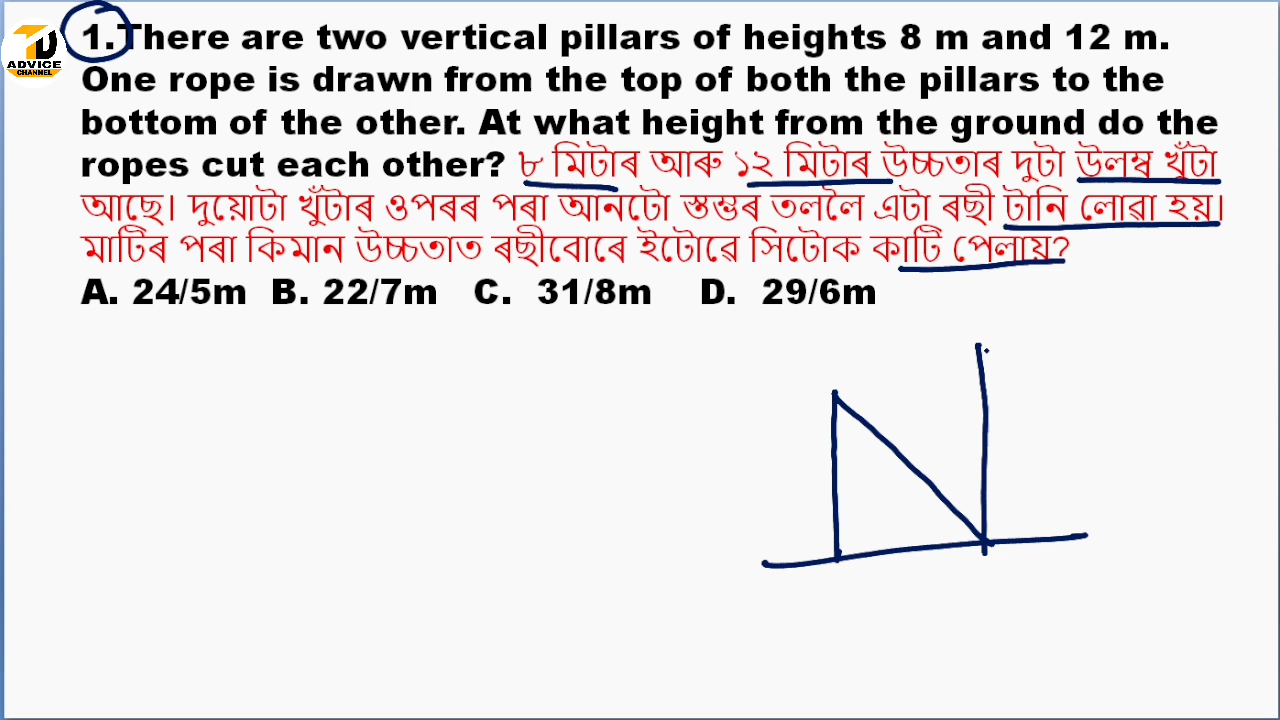 TD
ADVICE
CHANNEL
1.There are two vertical pillars of heights 8 m and 12 m.
One rope is drawn from the top of both the pillars to the
bottom of the other. At what height from the ground do the
ropes cut each other? ৮ মিটাৰ আৰু ১২ মিটাৰ উচ্চতাৰ দুটা উলম্ব খুঁটা
আছে। দুয়োটা খুঁটাৰ ওপৰৰ পৰা আনটো স্তম্ভৰ তললৈ এটা ৰছী টানি লোৱা হয়।
মাটিৰ পৰা কিমান উচ্চতাত ৰছীবোৰে ইটোৱে সিটোক কাটি পেলায়?
A. 24/5m B. 22/7m C. 31/8m D. 29/6m